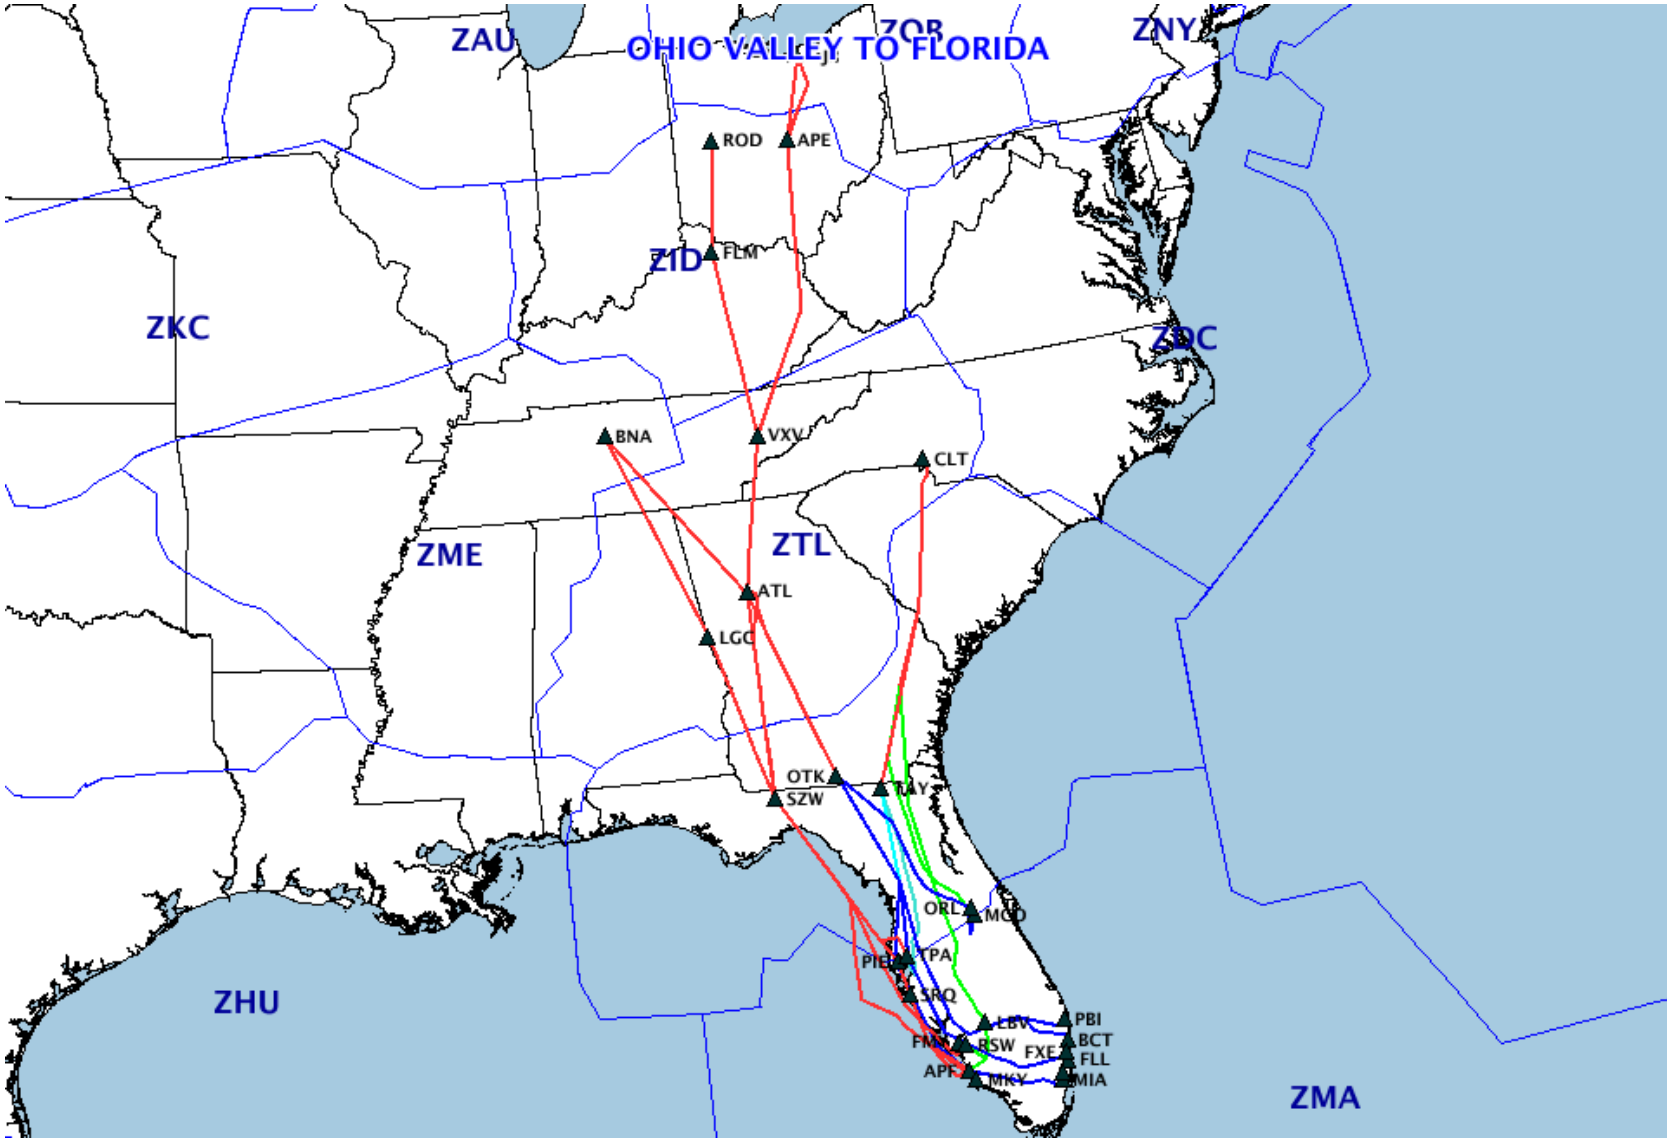 ZAU
ZOB
ZNY
OHIO VALLEY TO FLORIDA
ROD
APE
ZID
FLM
ZKC
ZDC
BNA
VXV
CLT
ZME
ZTL
ATL
LGC
OTK
SZW
TAY
ORL
MCO
PIE
TPA
SRQ
ZHU
LBV
PBI
FMY
RSW
BCT
FXE
FLL
APF
MKY
MIA
ZMA